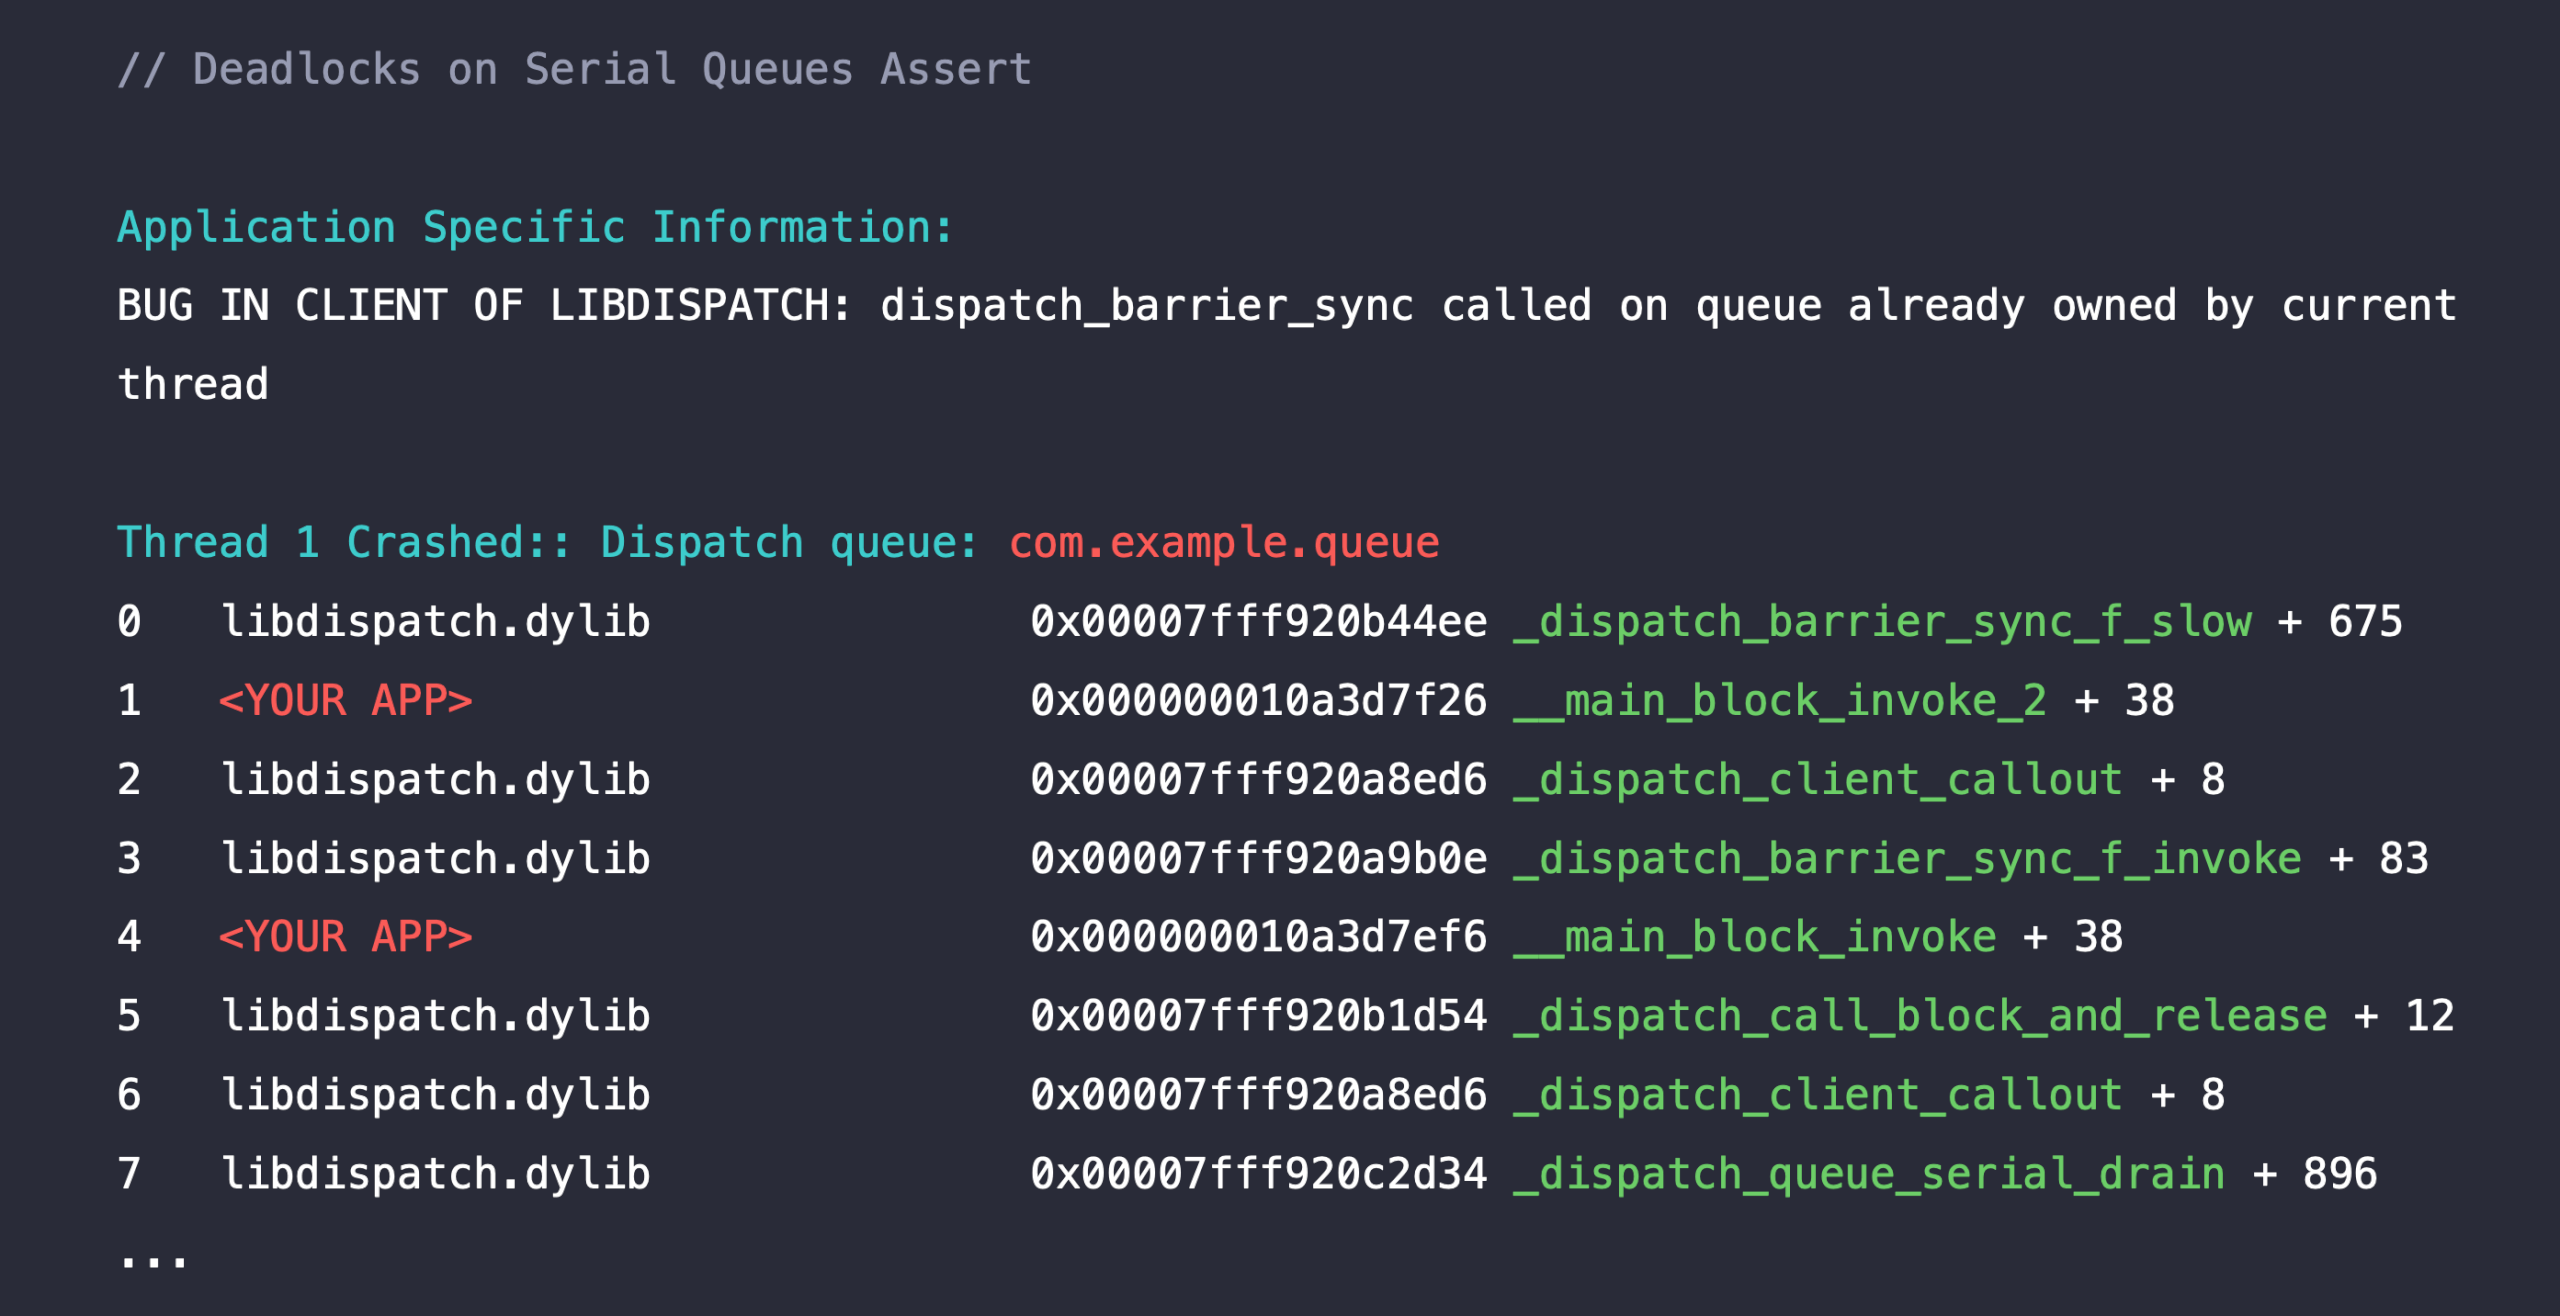 // Deadlocks on Serial Queues Assert
Application Specific Information:
BUG IN CLIENT OF LIBDISPATCH: dispatch_barrier_sync called on queue already owned by current
thread
Thread 1 Crashed:: Dispatch queue: com.example.queue
0 libdispatch.dylib 0x00007fff920b44ee _dispatch_barrier_sync_f_slow + 675
1 <YOUR APP> 0x000000010a3d7f26 __main_block_invoke_2 + 38
2 libdispatch.dylib 0x00007fff920a8ed6 _dispatch_client_callout + 8
3 libdispatch.dylib 0x00007fff920a9b0e _dispatch_barrier_sync_f_invoke + 83
4 <YOUR APP> 0x000000010a3d7ef6 __main_block_invoke + 38
5 libdispatch.dylib 0x00007fff920b1d54 _dispatch_call_block_and_release + 12
6 libdispatch.dylib 0x00007fff920a8ed6 _dispatch_client_callout + 8
7 libdispatch.dylib 0x00007fff920c2d34 _dispatch_queue_serial_drain + 896
...